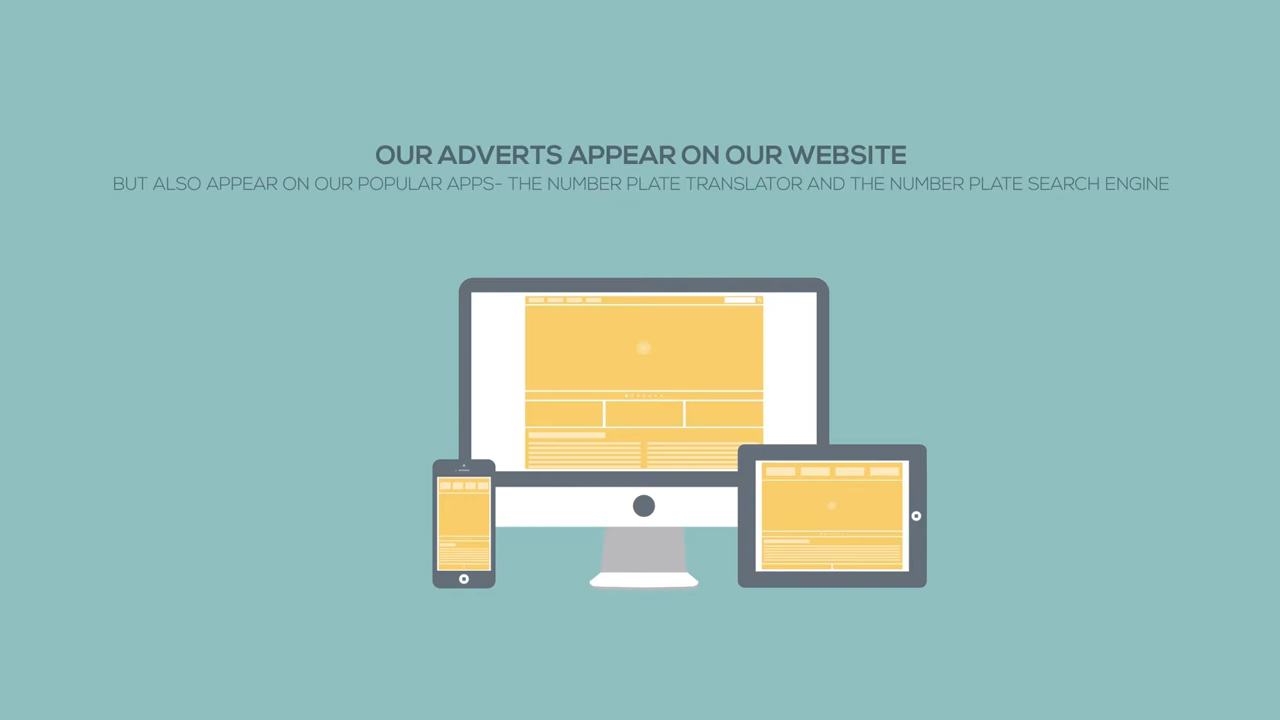 OUR ADVERTS APPEAR ON OUR WEBSITE
BUT ALSO APPEAR ON OUR POPULAR APPS- THE NUMBER PLATE TRANSLATOR AND THE NUMBER PLATE SEARCH ENGINE